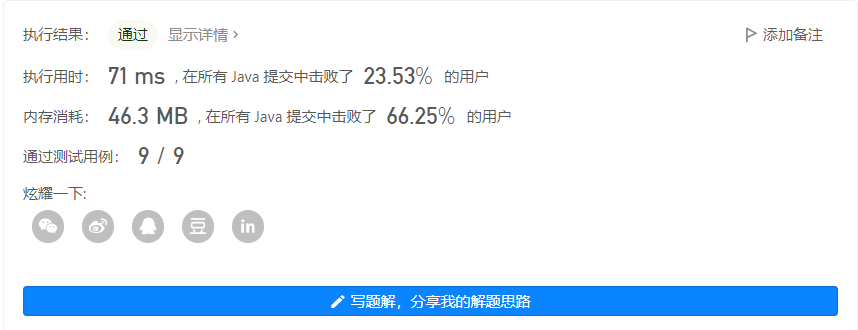 执行结果： 通过 显示详情 › 添加备注
执行用时： 71 ms , 在所有 Java 提交中击败了 23.53% 的用户
内存消耗： 46.3 MB , 在所有 Java 提交中击败了 66.25% 的用户
通过测试用例： 9 / 9
炫耀一下:
豆 in
写题解，分享我的解题思路